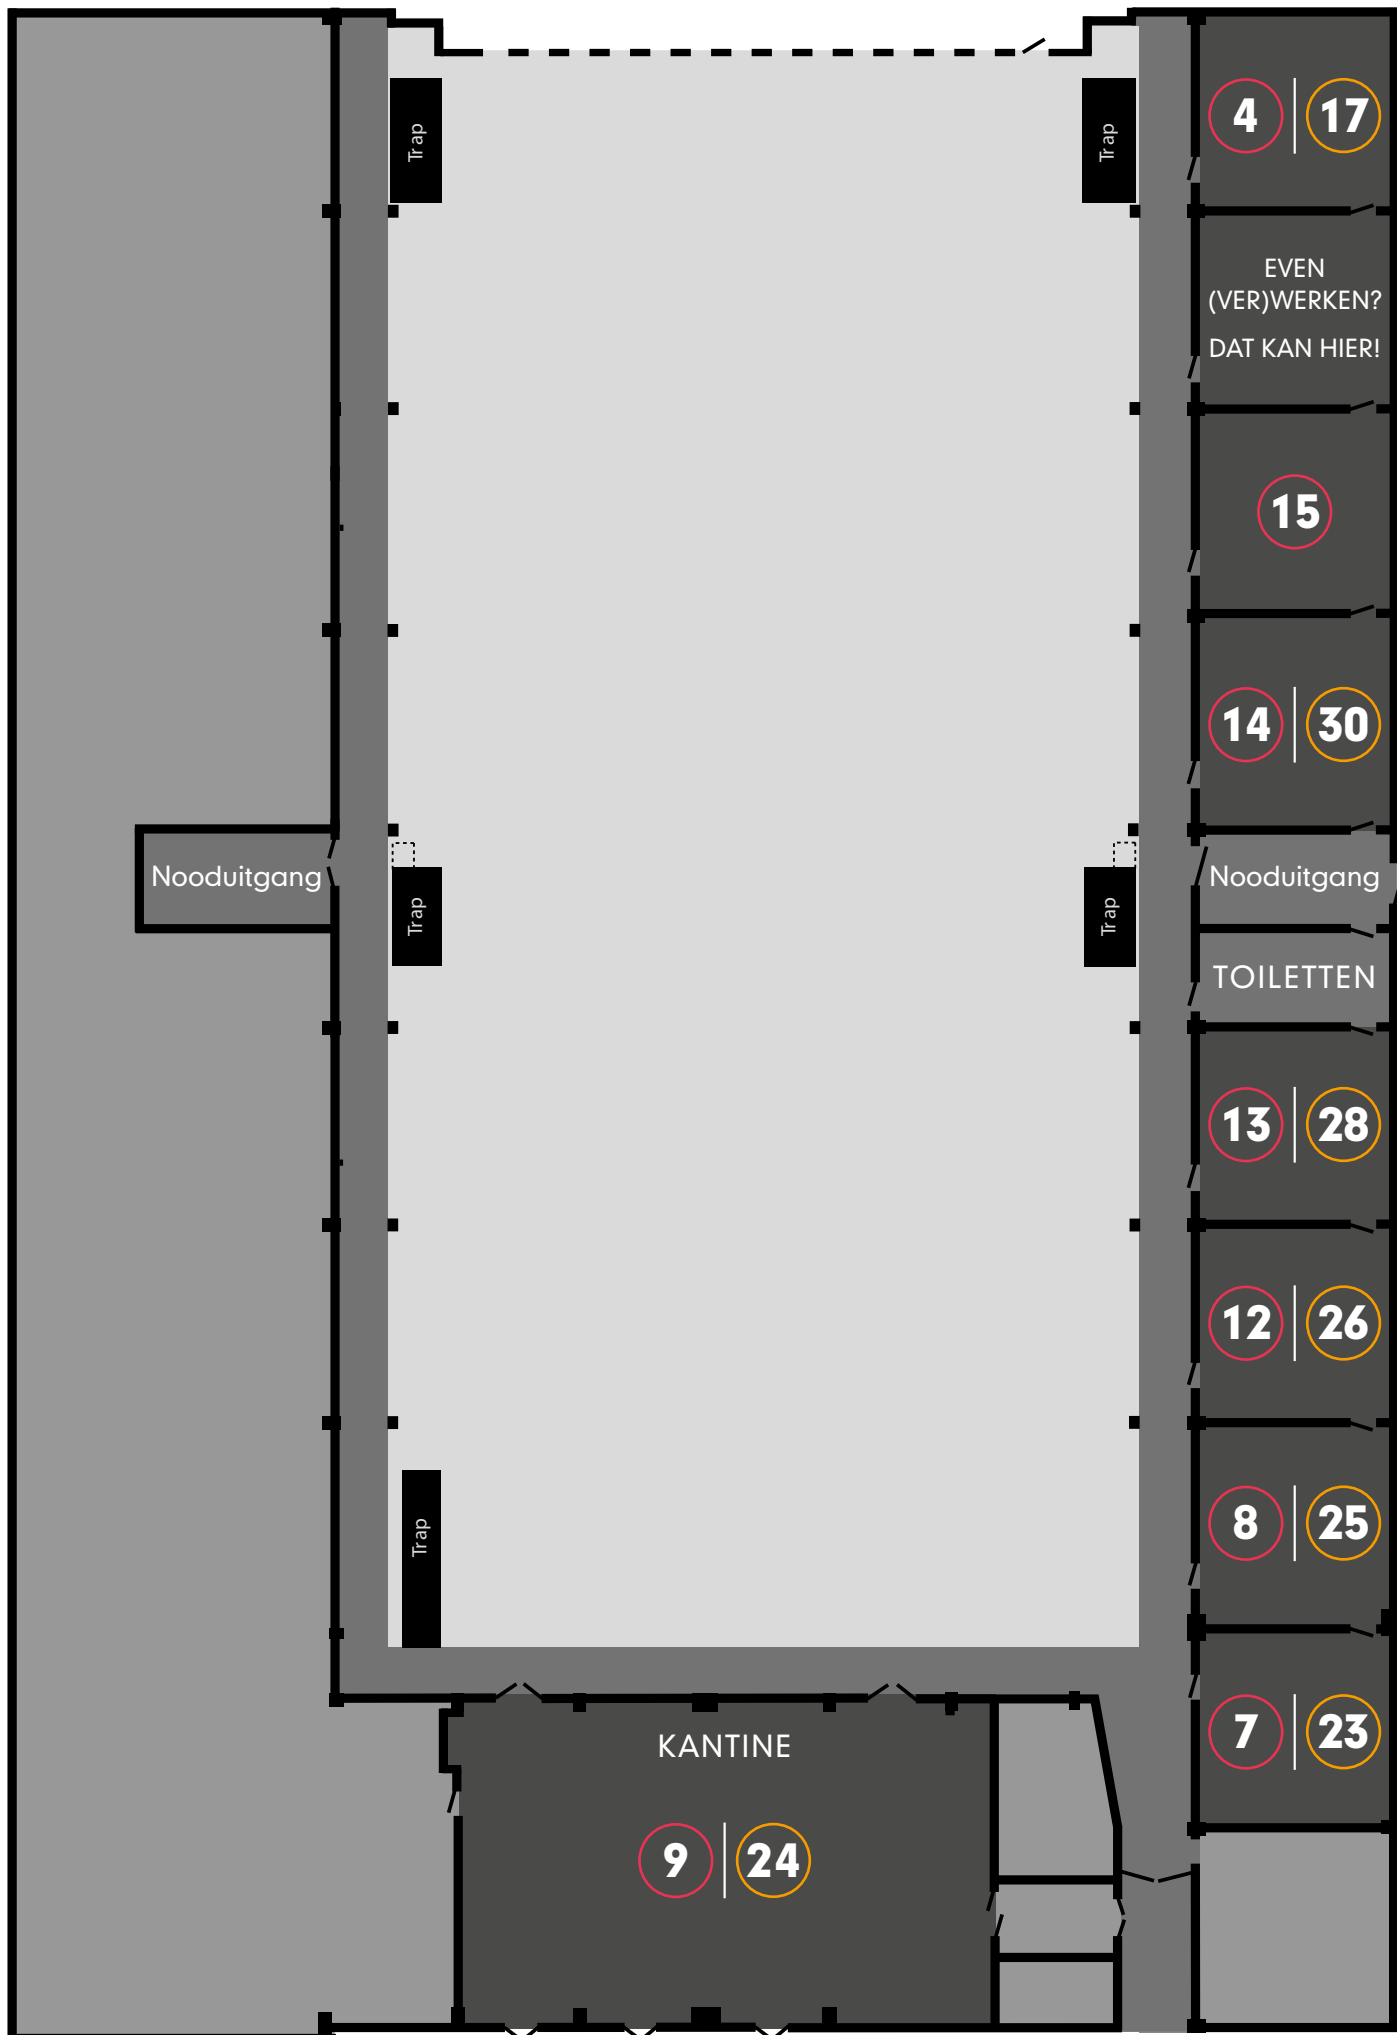 Trap
Trap
4 | 17
EVEN
(VER)WERKEN?
DAT KAN HIER!
15
14 | 30
Nooduitgang
Nooduitgang
Trap
Trap
TOILETTEN
13 | 28
12 | 26
8 | 25
Trap
7 | 23
KANTINE
9 | 24